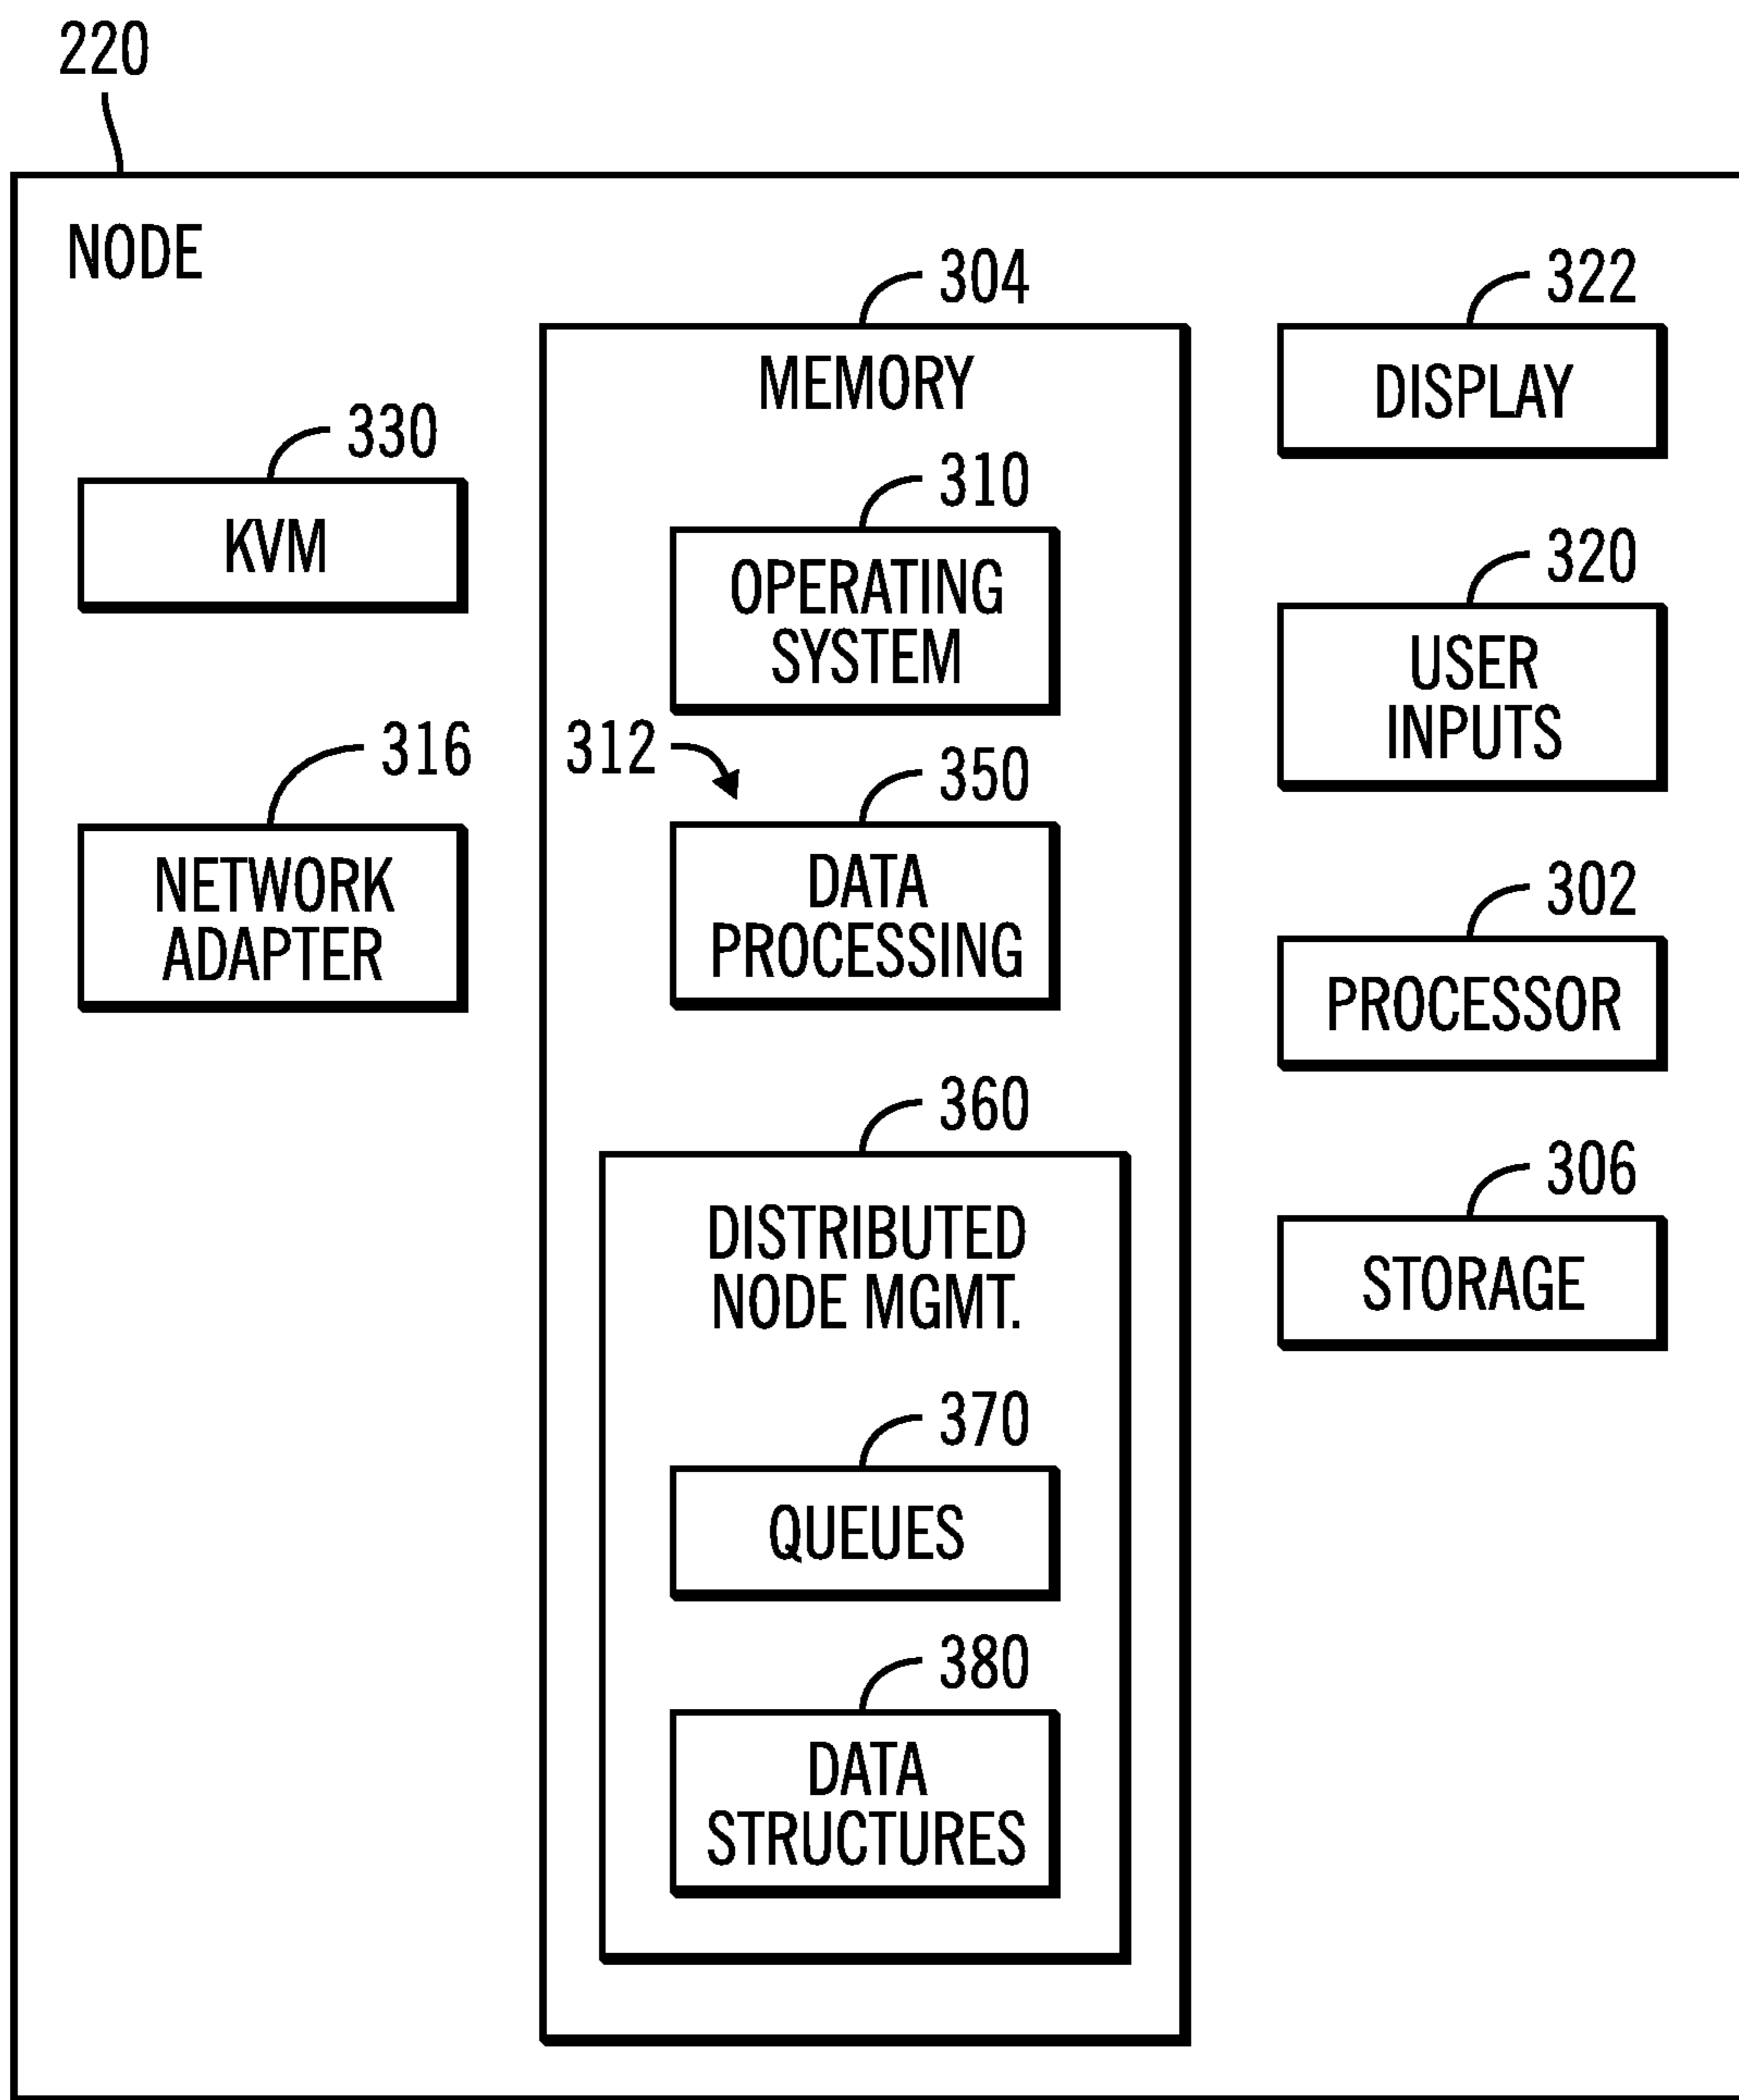 220
NODE
304
MEMORY
322
DISPLAY
330
KVM
310
OPERATING
SYSTEM
320
USER
INPUTS
316
NETWORK
ADAPTER
312
350
DATA
PROCESSING
302
PROCESSOR
360
DISTRIBUTED
NODE MGMT.
306
STORAGE
370
QUEUES
380
DATA
STRUCTURES